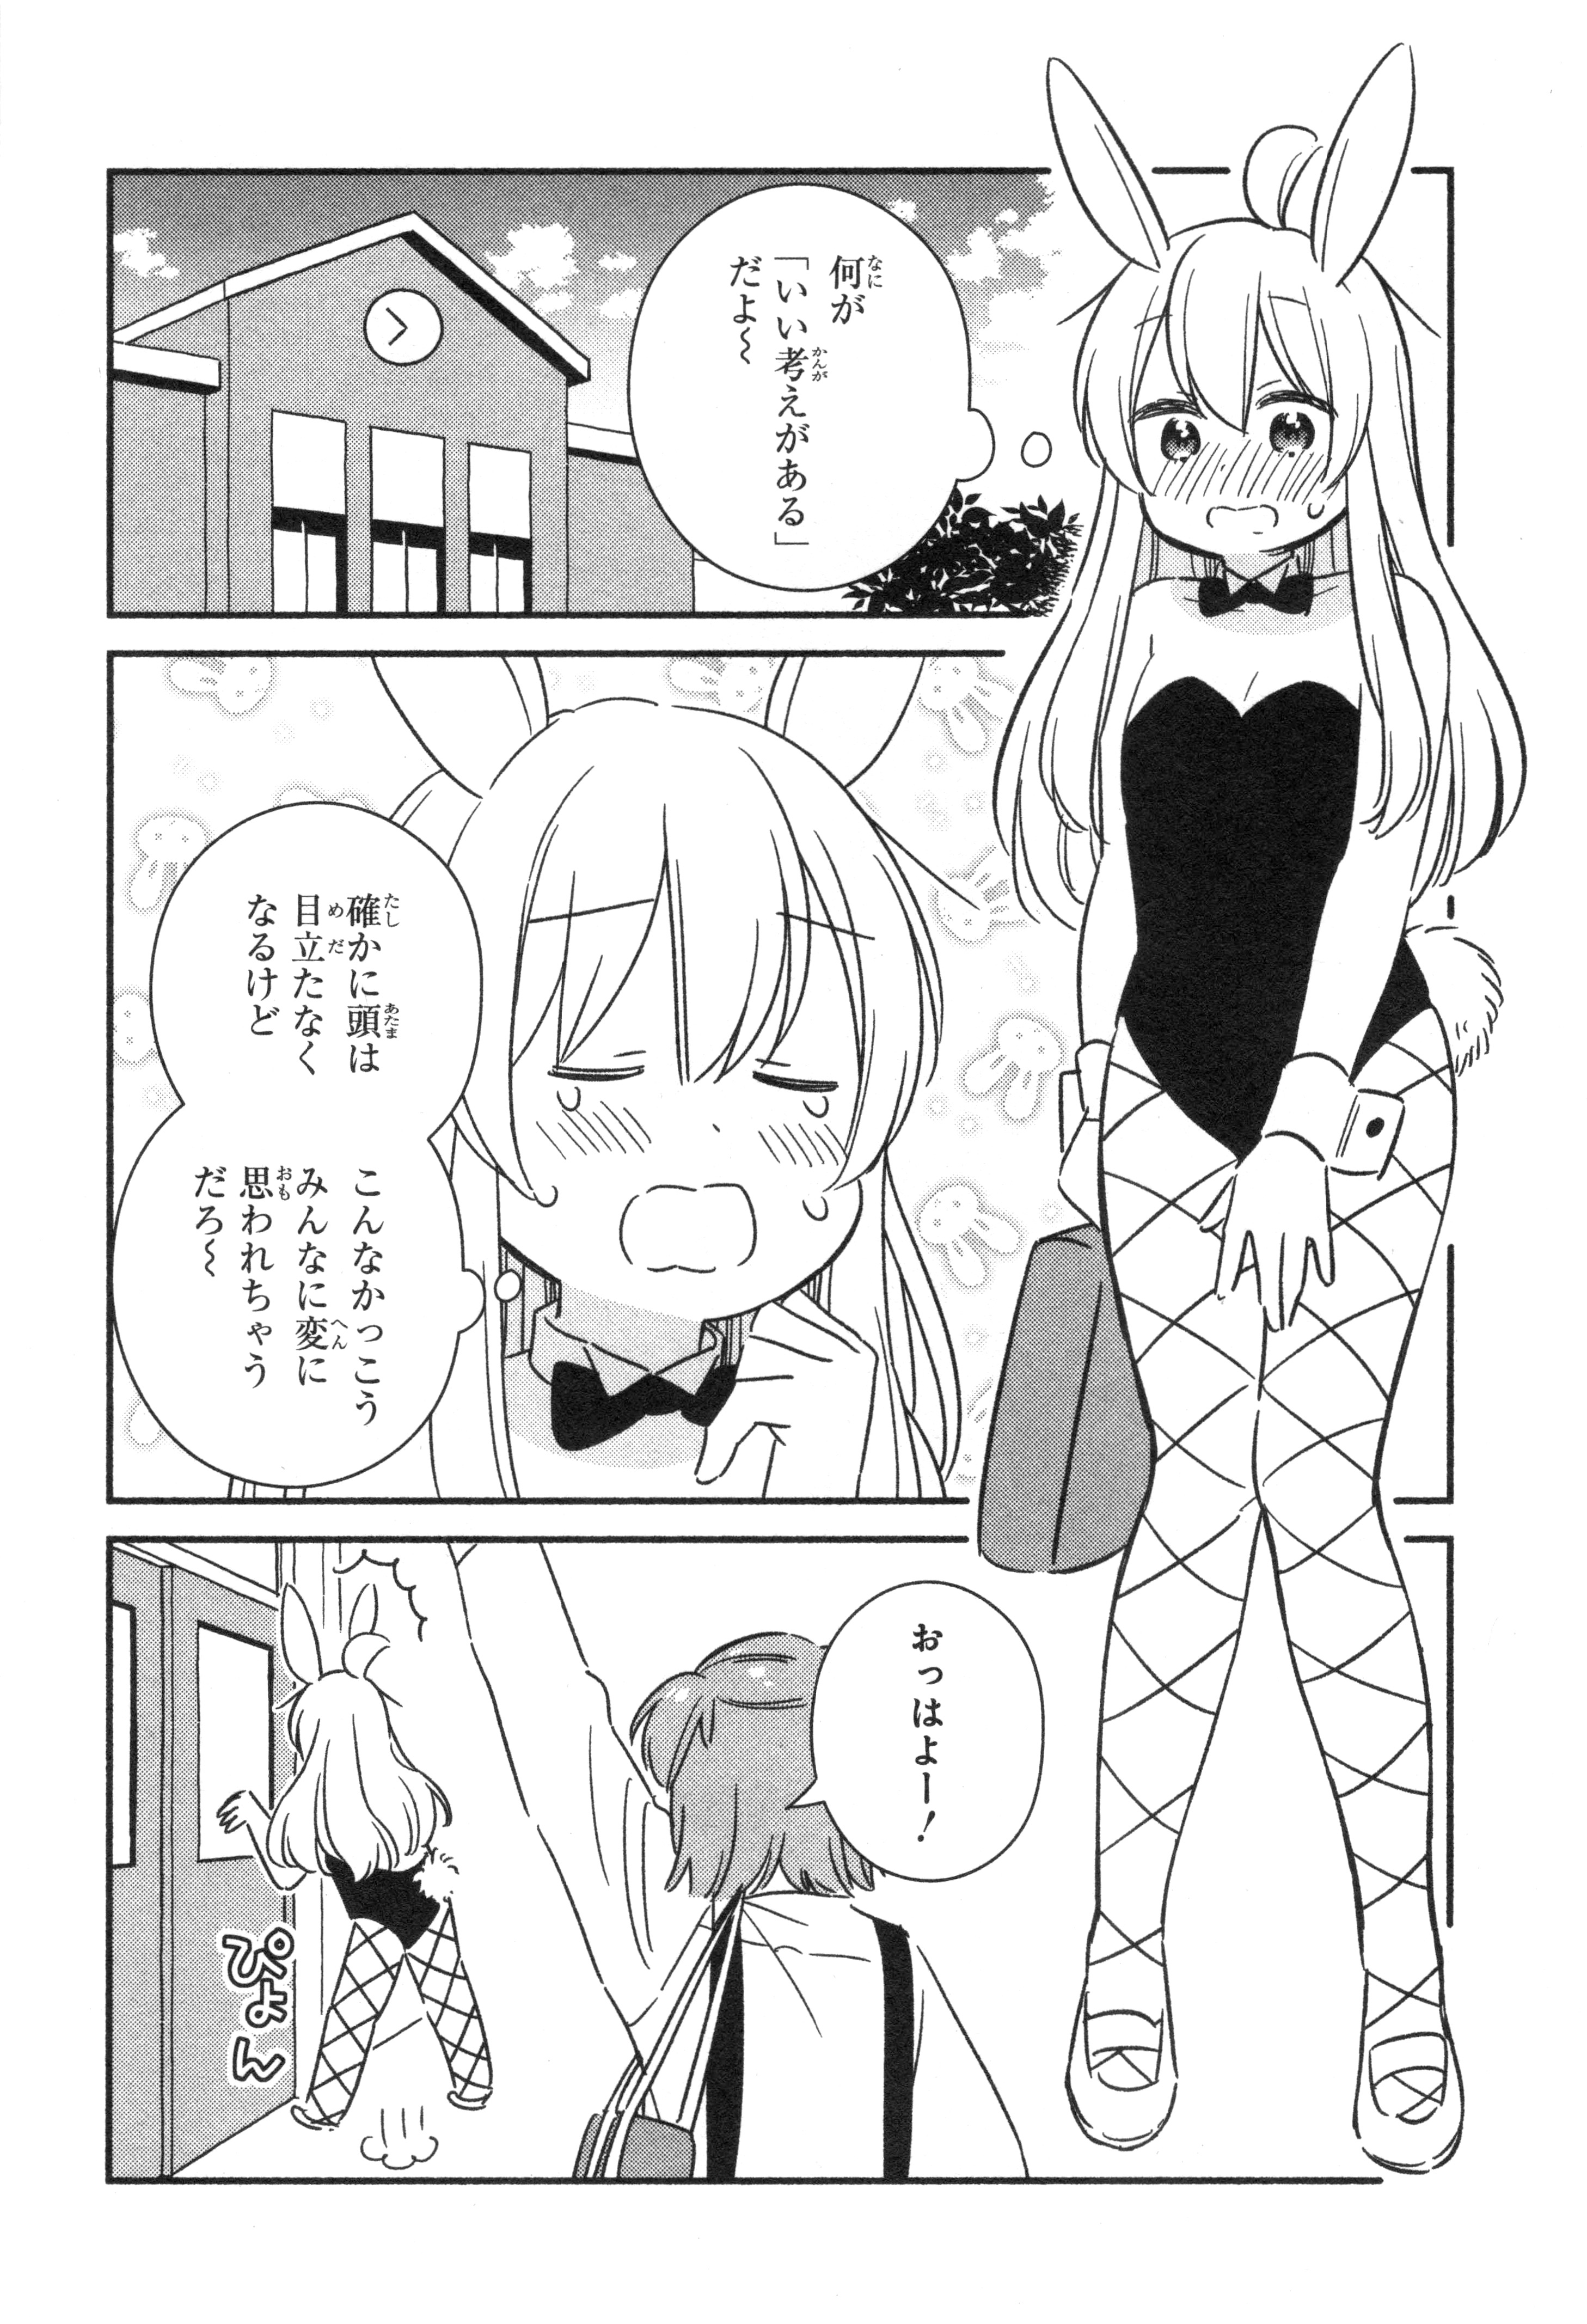 何が
「いい考えがある」
だよ〜
確かに頭は
目立たなく
なるけど
こんなかっこう
みんなに変に
思われちゃう
だろ〜
おっはよー！
ぴょん